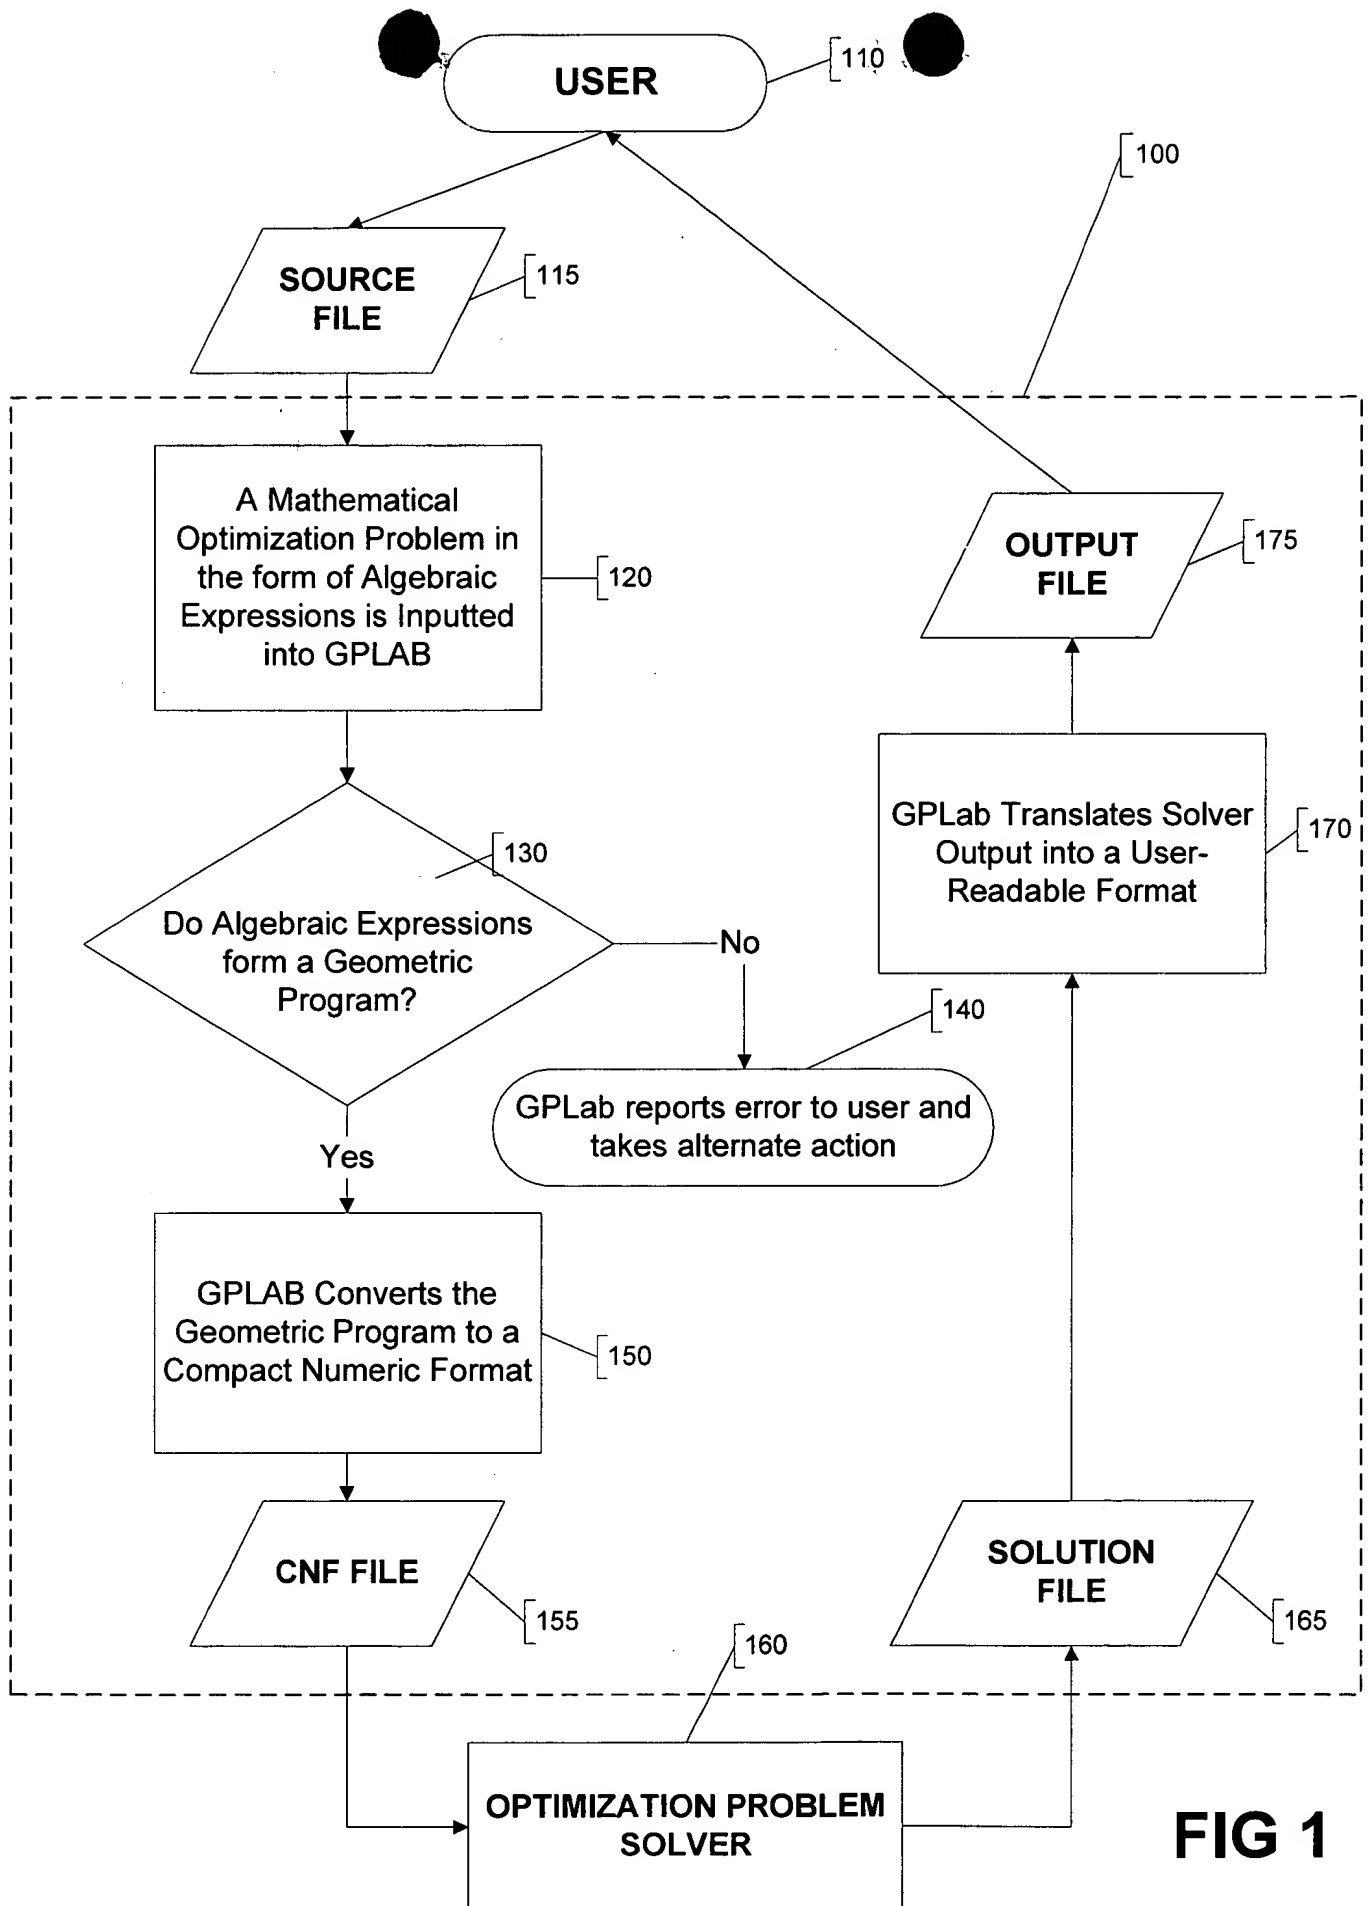 USER
110
100
SOURCE
FILE
115
A Mathematical
Optimization Problem in
the form of Algebraic
Expressions is Inputted
into GPLAB
120
OUTPUT
FILE
175
GPLab Translates Solver
Output into a User-
Readable Format
170
130
Do Algebraic Expressions
form a Geometric
Program?
No
140
GPLab reports error to user and
takes alternate action
Yes
GPLAB Converts the
Geometric Program to a
Compact Numeric Format
150
CNF FILE
155
SOLUTION
FILE
165
160
OPTIMIZATION PROBLEM
SOLVER
FIG 1